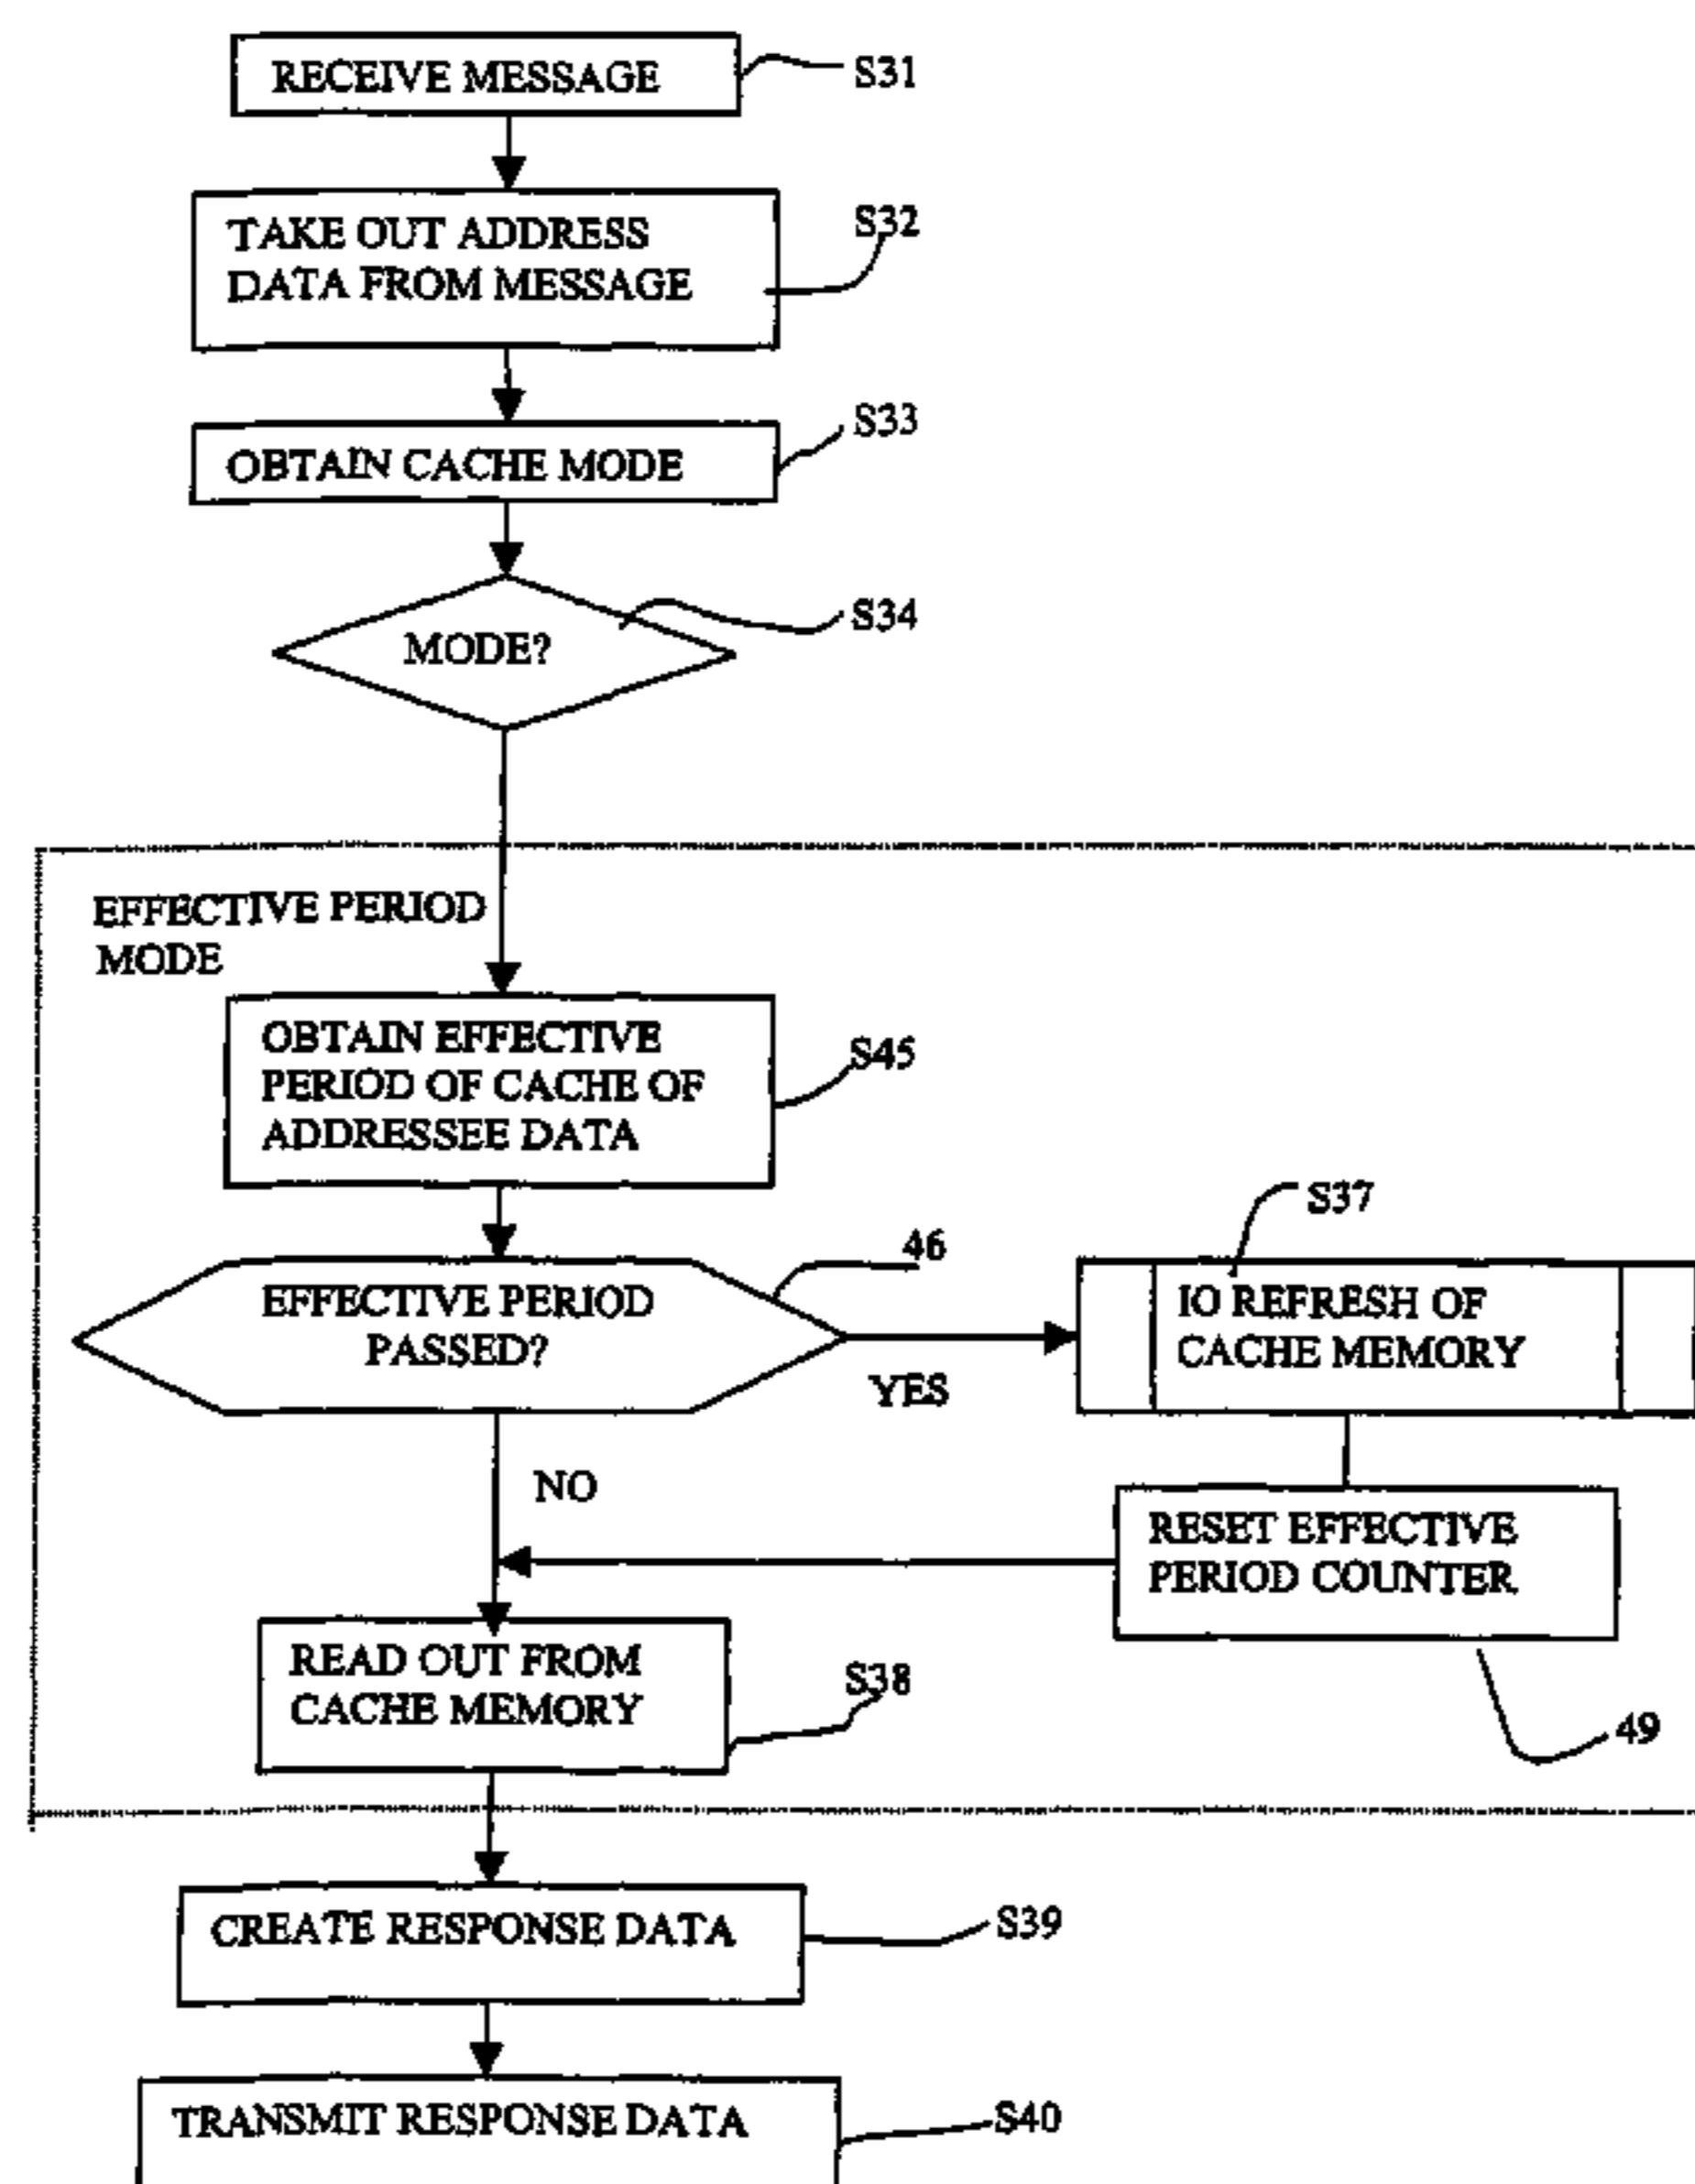 RECEIVE MESSAGE
S31
TAKE OUT ADDRESS
DATA FROM MESSAGE
S32
OBTAIN CACHE MODE
S33
MODE?
S34
EFFECTIVE PERIOD
MODE
OBTAIN EFFECTIVE
PERIOD OF CACHE OF
ADDRESSEE DATA
S45
EFFECTIVE PERIOD
PASSED?
46
YES
NO
S37
IO REFRESH OF
CACHE MEMORY
RESET EFFECTIVE
PERIOD COUNTER
49
READ OUT FROM
CACHE MEMORY
S38
CREATE RESPONSE DATA
S39
TRANSMIT RESPONSE DATA
S40